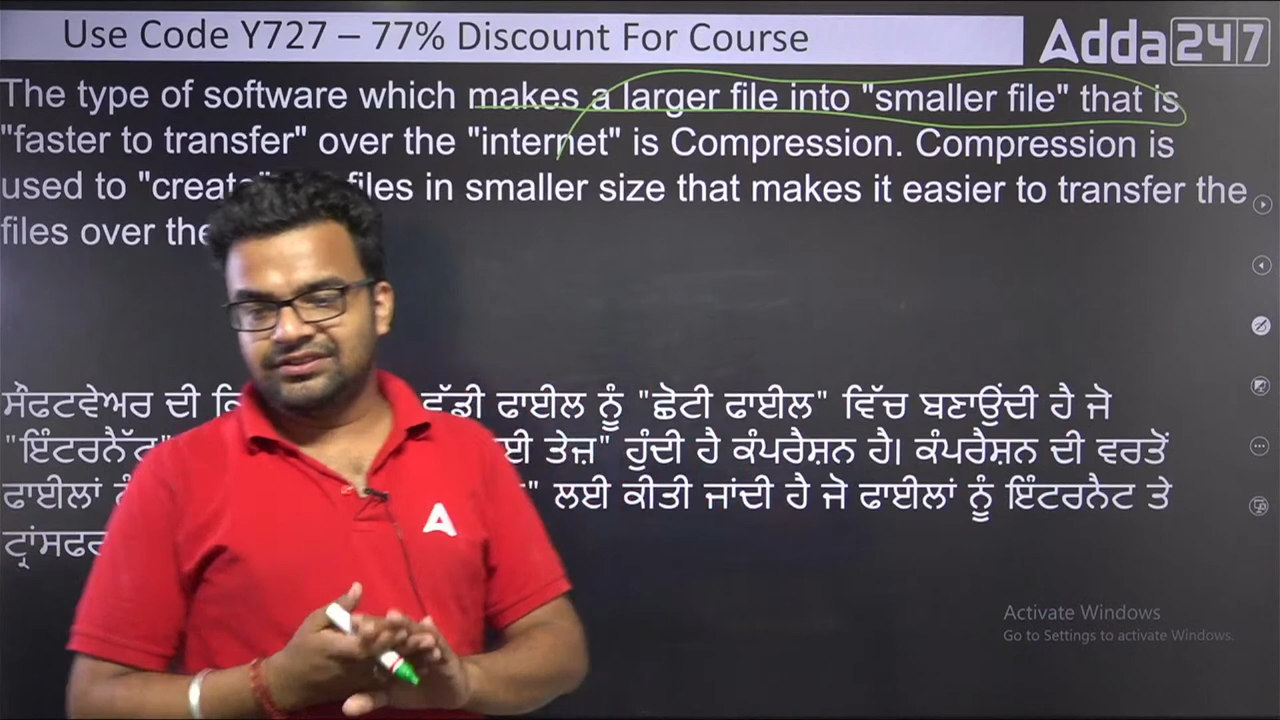 Use Code Y727 – 77% Discount For Course
Adda 247
The type of software which makes a larger file into "smaller file" that is
"faster to transfer" over the "internet" is Compression. Compression is
used to "create" files in smaller size that makes it easier to transfer the
files over the
ਸੌਫਟਵੇਅਰ ਦੀ ਵੱਡੀ ਫਾਈਲ ਨੂੰ "ਛੋਟੀ ਫਾਈਲ" ਵਿੱਚ ਬਣਾਉਂਦੀ ਹੈ ਜੋ
"ਇੰਟਰਨੈੱਟ" ਤੇਜ਼" ਹੁੰਦੀ ਹੈ ਕੰਪਰੈਸ਼ਨ ਹੈ। ਕੰਪਰੈਸ਼ਨ ਦੀ ਵਰਤੋਂ
ਫਾਈਲਾਂ ਲਈ ਕੀਤੀ ਜਾਂਦੀ ਹੈ ਜੋ ਫਾਈਲਾਂ ਨੂੰ ਇੰਟਰਨੈਟ ਤੇ
Activate Windows
Go to Settings to activate Windows.